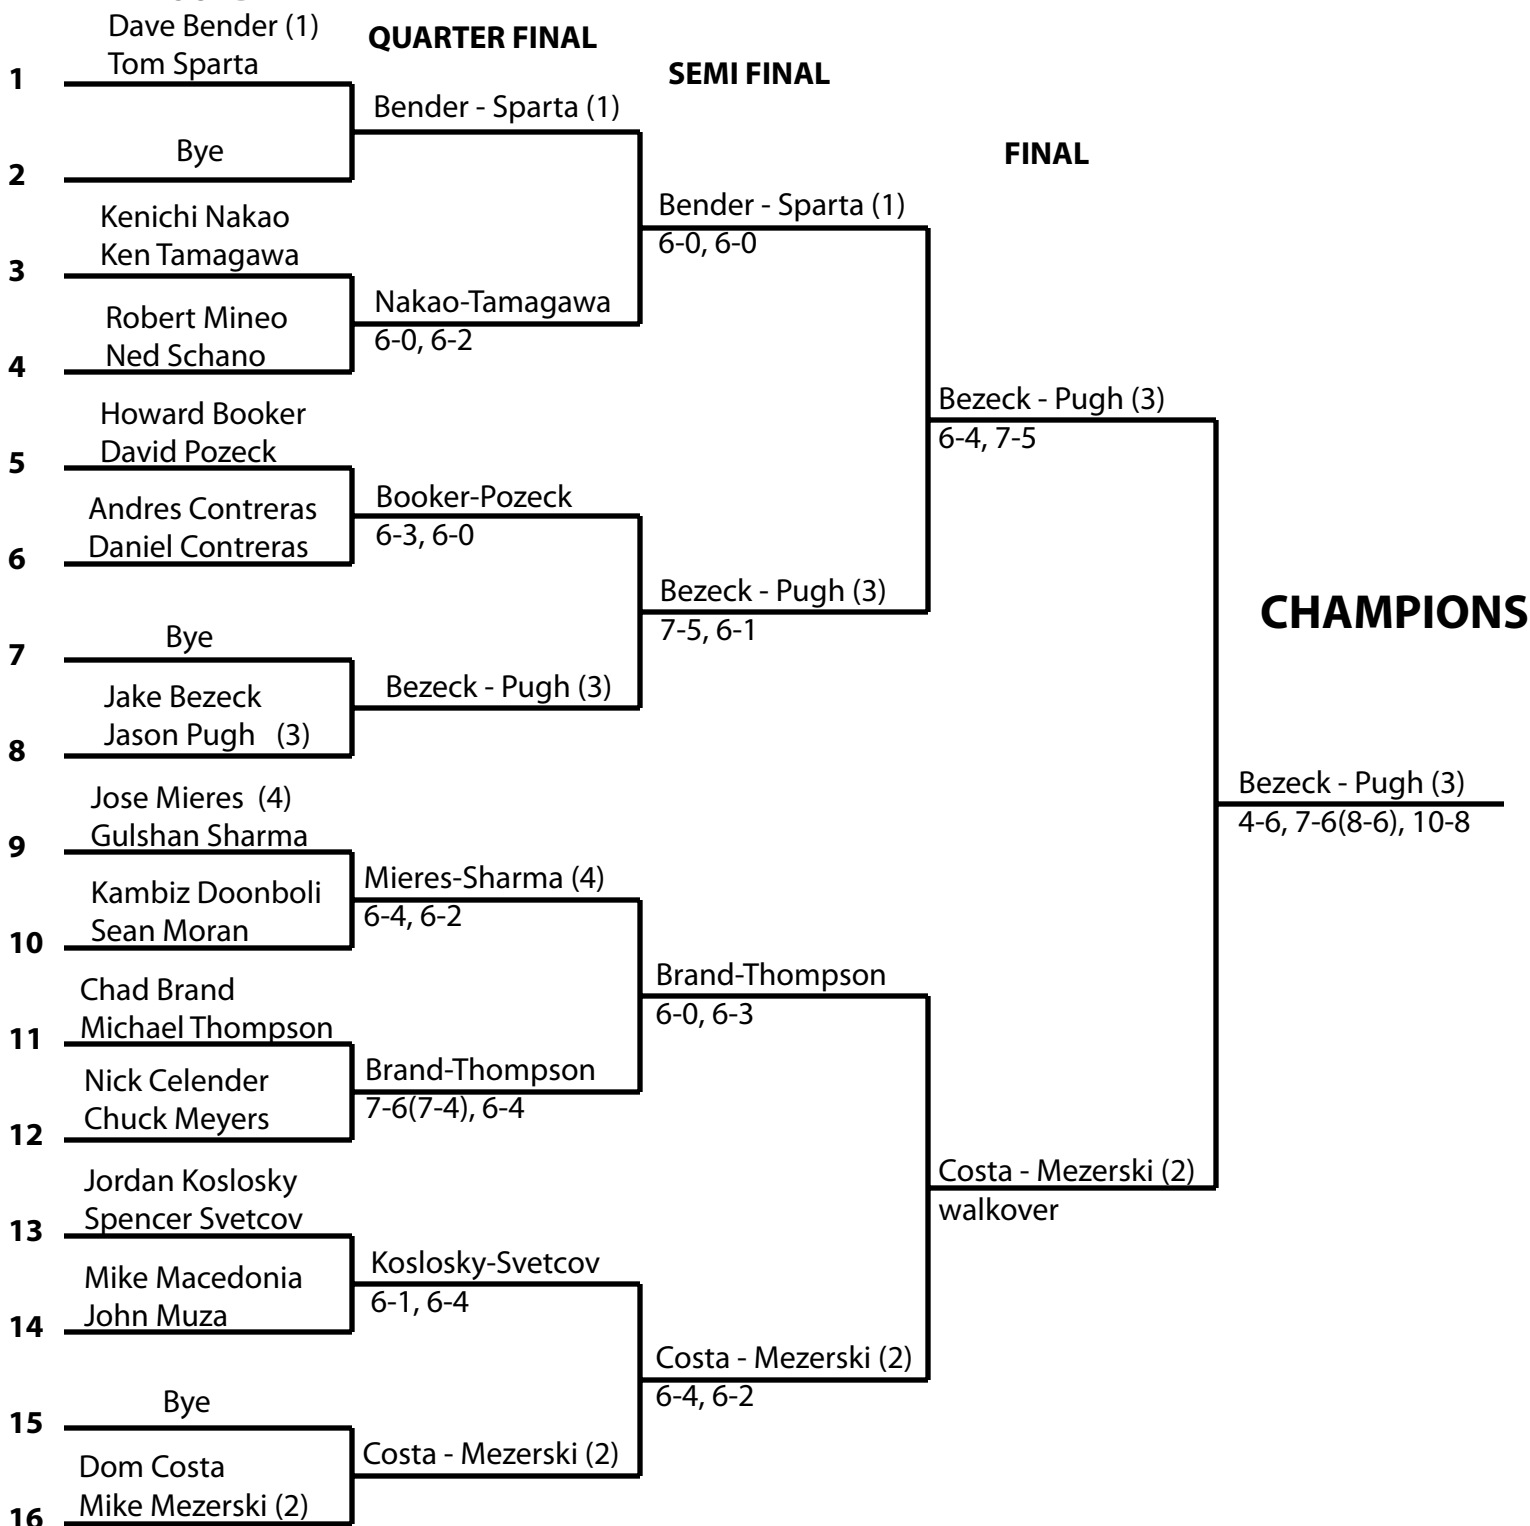 Dave Bender (1)
Tom Sparta
1
QUARTER FINAL
SEMI FINAL
FINAL
Bender - Sparta (1)
Bye
2
Kenichi Nakao
Ken Tamagawa
3
Bender - Sparta (1)
6-0, 6-0
Nakao-Tamagawa
6-0, 6-2
Robert Mineo
Ned Schano
4
Howard Booker
David Pozeck
5
Bezeck - Pugh (3)
6-4, 7-5
Booker-Pozeck
6-3, 6-0
Andres Contreras
Daniel Contreras
6
Bezeck - Pugh (3)
7-5, 6-1
CHAMPIONS
Bye
7
Jake Bezeck
Jason Pugh (3)
8
Bezeck - Pugh (3)
Jose Mieres (4)
Gulshan Sharma
9
Bezeck - Pugh (3)
4-6, 7-6(8-6), 10-8
Mieres-Sharma (4)
6-4, 6-2
Kambiz Doonboli
Sean Moran
10
Chad Brand
Michael Thompson
11
Brand-Thompson
6-0, 6-3
Brand-Thompson
7-6(7-4), 6-4
Nick Celender
Chuck Meyers
12
Jordan Koslosky
Spencer Svetcov
13
Costa - Mezerski (2)
walkover
Koslosky-Svetcov
6-1, 6-4
Mike Macedonia
John Muza
14
Costa - Mezerski (2)
6-4, 6-2
Bye
15
Costa - Mezerski (2)
Dom Costa
Mike Mezerski (2)
16